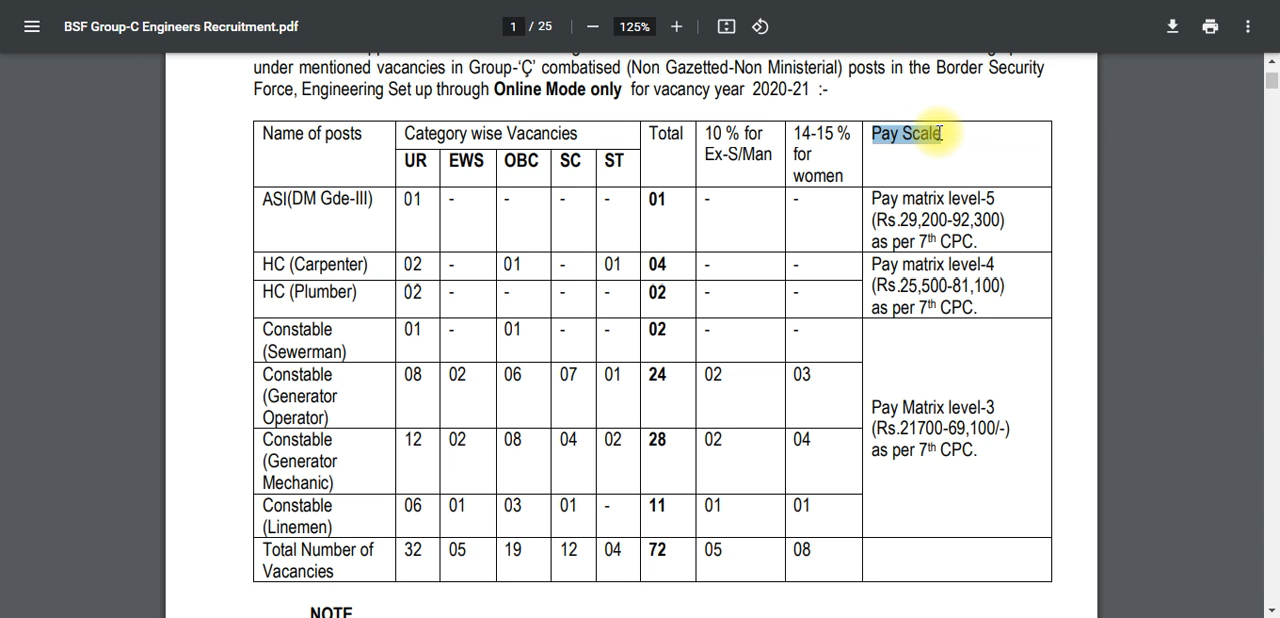 BSF Group-C Engineers Recruitment.pdf 1 / 25 125%
under mentioned vacancies in Group-‘Ç’ combatised (Non Gazetted-Non Ministerial) posts in the Border Security
Force, Engineering Set up through Online Mode only for vacancy year 2020-21 :-
Name of posts Category wise Vacancies Total 10 % for Ex-S/Man 14-15 % for women Pay Scale
UR EWS OBC SC ST
ASI(DM Gde-III) 01 - - - - 01 - - Pay matrix level-5
(Rs.29,200-92,300)
as per 7th CPC.
HC (Carpenter) 02 - 01 - 01 04 - - Pay matrix level-4
(Rs.25,500-81,100)
as per 7th CPC.
HC (Plumber) 02 - - - - 02 - -
Constable
(Sewerman) 01 - 01 - - 02 - -
Constable
(Generator
Operator) 08 02 06 07 01 24 02 03
Pay Matrix level-3
(Rs.21700-69,100/-)
as per 7th CPC.
Constable
(Generator
Mechanic) 12 02 08 04 02 28 02 04
Constable
(Linemen) 06 01 03 01 - 11 01 01
Total Number of
Vacancies 32 05 19 12 04 72 05 08
NOTE